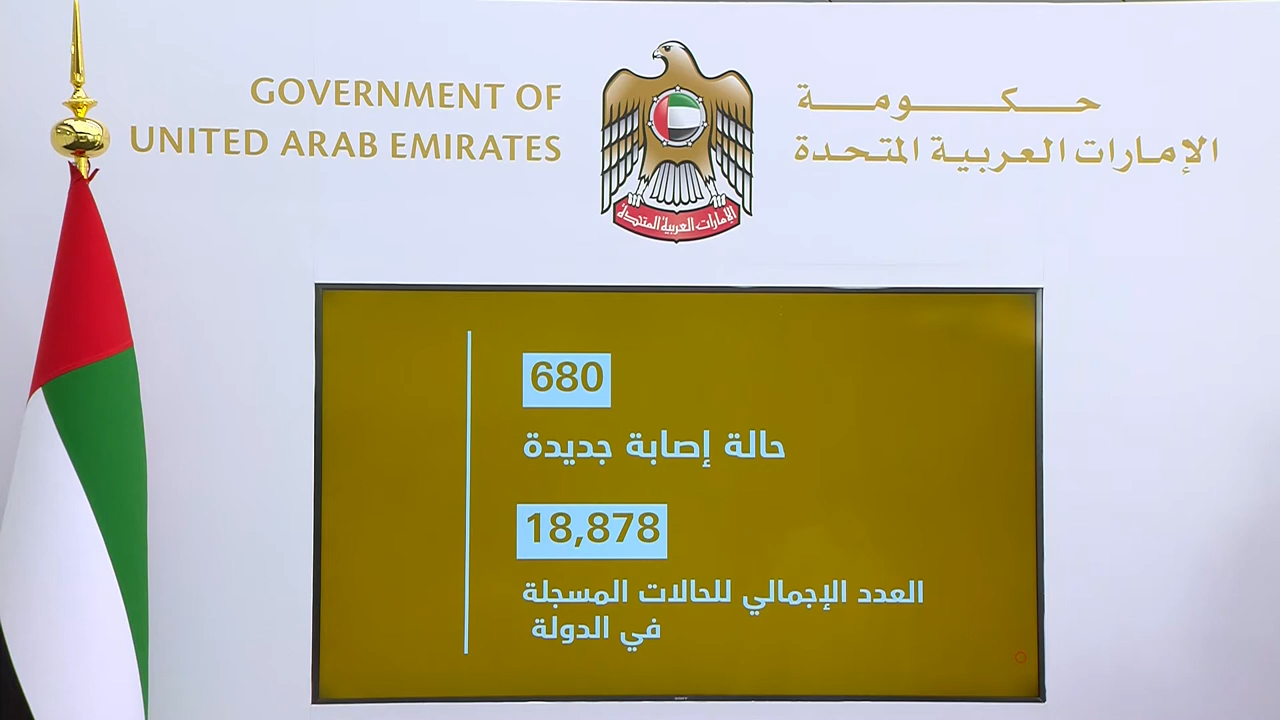 GOVERNMENT OF
UNITED ARAB EMIRATES
حكومة
الإمارات العربية المتحدة
الإمارات العربية المتحدة
680
حالة إصابة جديدة
18,878
العدد الإجمالي للحالات المسجلة
في الدولة
SONY